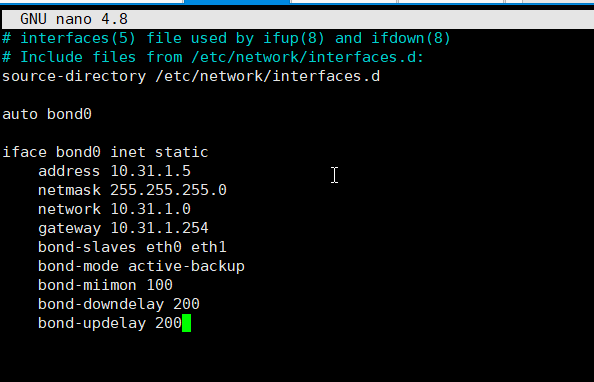 GNU nano 4.8
# interfaces(5) file used by ifup(8) and ifdown(8)
# Include files from /etc/network/interfaces.d:
source-directory /etc/network/interfaces.d
auto bond0
iface bond0 inet static
address 10.31.1.5
netmask 255.255.255.0
network 10.31.1.0
gateway 10.31.1.254
bond-slaves eth0 eth1
bond-mode active-backup
bond-miimon 100
bond-downdelay 200
bond-updelay 200